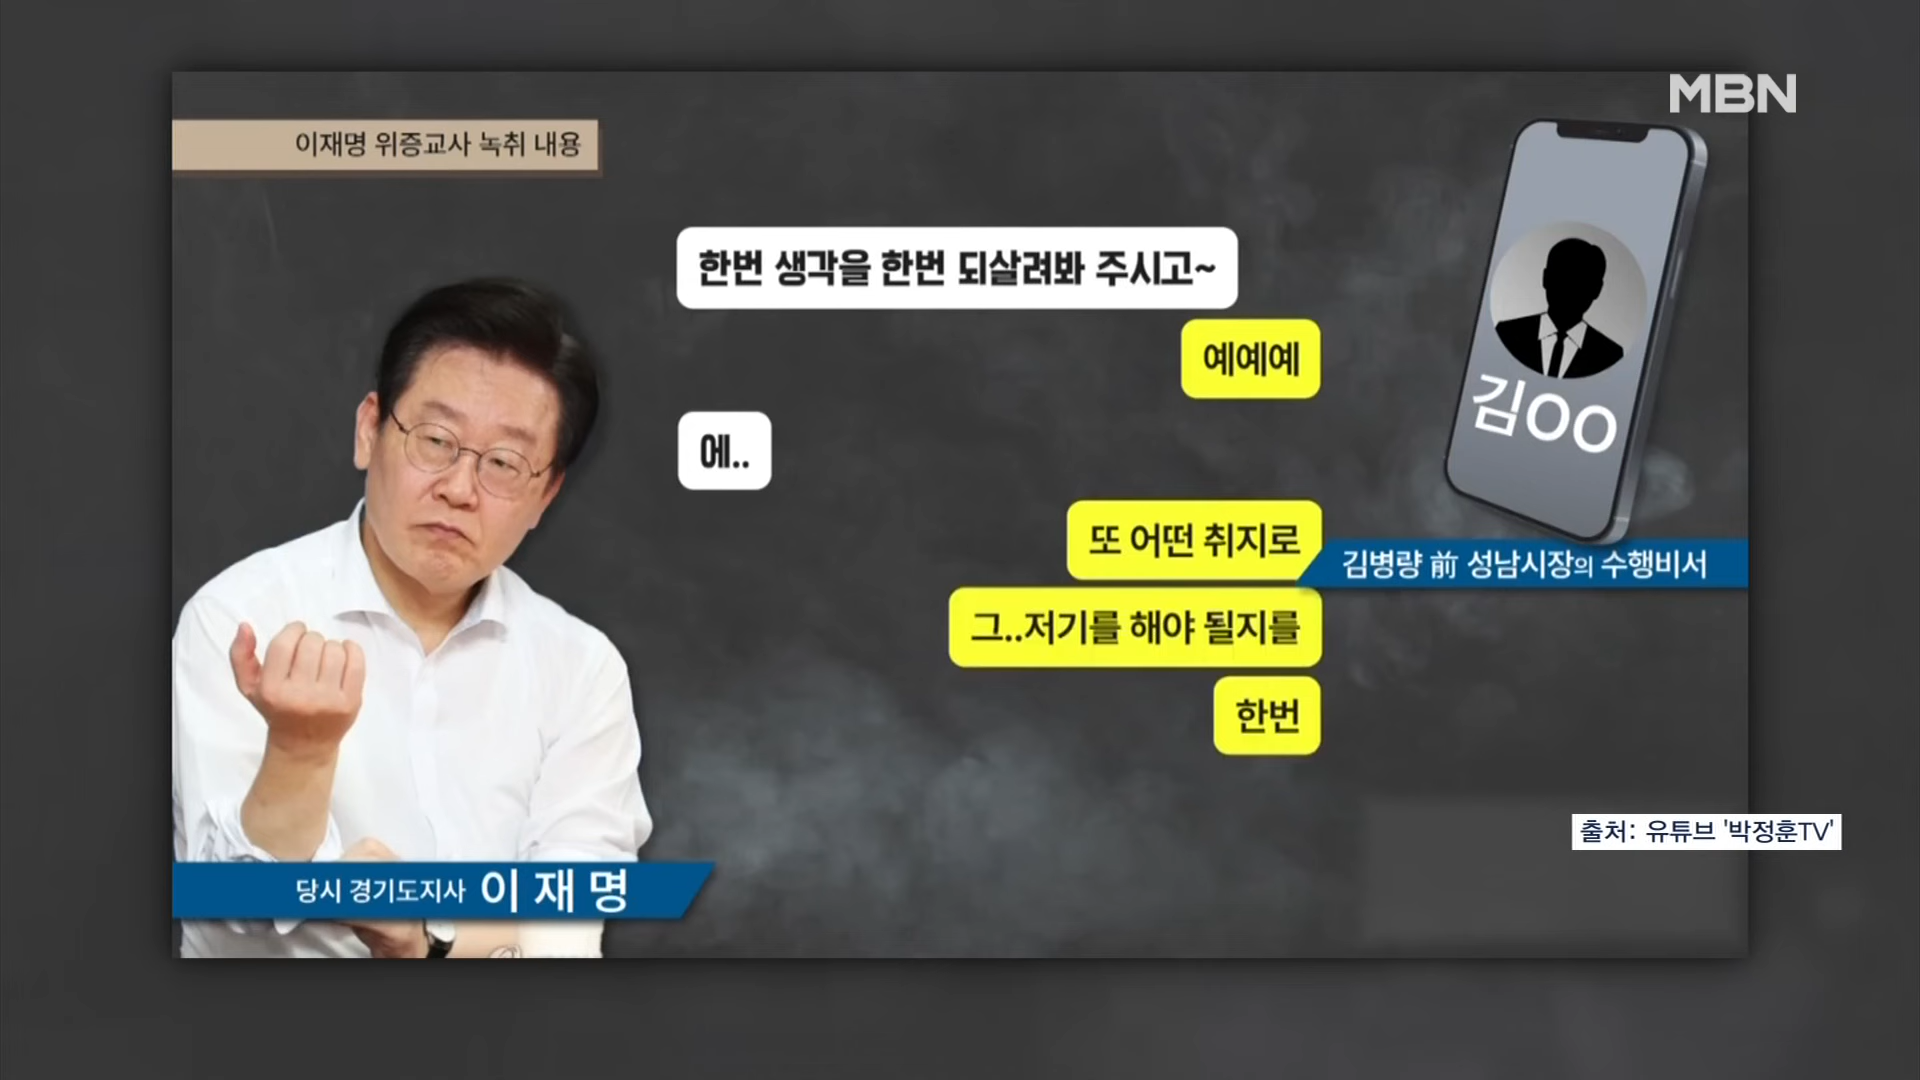 MBN
이재명 위증교사 녹취 내용
한번 생각을 한번 되살려봐 주시고~
예예예
에..
또 어떤 취지로
그..저기를 해야 될지를
한번
김OO
김병량 前 성남시장의 수행비서
출처: 유튜브 '박정훈TV'
당시 경기도지사 이재명